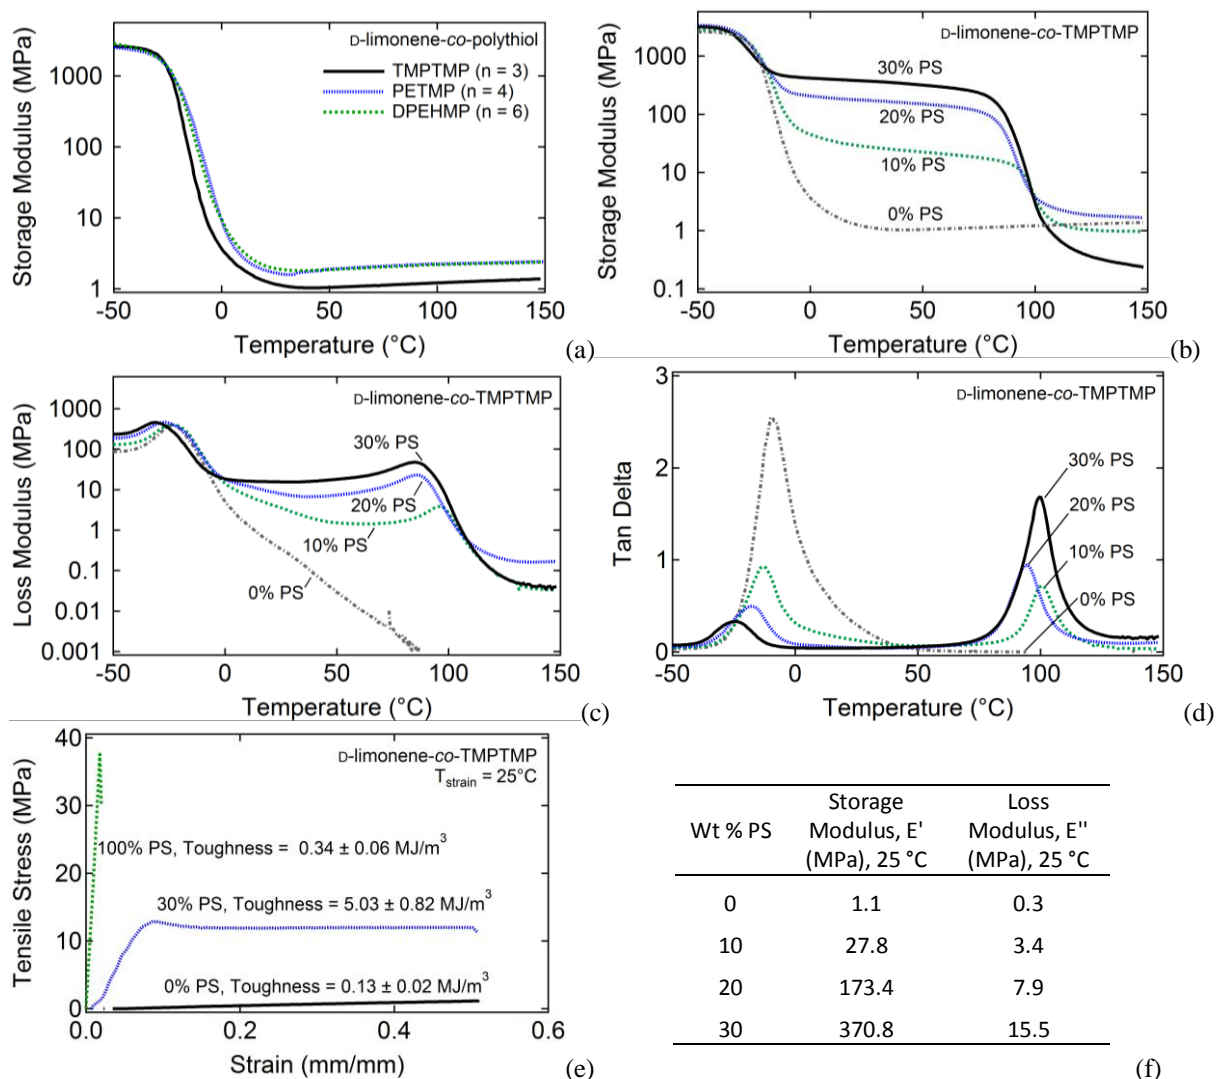 Storage Modulus (MPa)
1000
100
10
1
-50
0
50
100
150
Temperature (°C)
D-limonene-co-polythiol
TMPTMP (n = 3)
PETMP (n = 4)
DPEHMP (n = 6)
(a)
Storage Modulus (MPa)
1000
100
10
1
0.1
-50
0
50
100
150
Temperature (°C)
D-limonene-co-TMPTMP
30% PS
20% PS
10% PS
0% PS
(b)
Loss Modulus (MPa)
1000
100
10
1
0.1
0.01
0.001
-50
0
50
100
150
Temperature (°C)
D-limonene-co-TMPTMP
30% PS
20% PS
10% PS
0% PS
(c)
Tan Delta
3
2
1
0
-50
0
50
100
150
Temperature (°C)
D-limonene-co-TMPTMP
30% PS
20% PS
10% PS
0% PS
(d)
Tensile Stress (MPa)
40
30
20
10
0
0.0
0.2
0.4
0.6
Strain (mm/mm)
D-limonene-co-TMPTMP
Tstrain = 25°C
100% PS, Toughness = 0.34 ± 0.06 MJ/m³
30% PS, Toughness = 5.03 ± 0.82 MJ/m³
0% PS, Toughness = 0.13 ± 0.02 MJ/m³
(e)
Wt % PS Storage Modulus, E' (MPa), 25 °C Loss Modulus, E'' (MPa), 25 °C
0 1.1 0.3
10 27.8 3.4
20 173.4 7.9
30 370.8 15.5
(f)